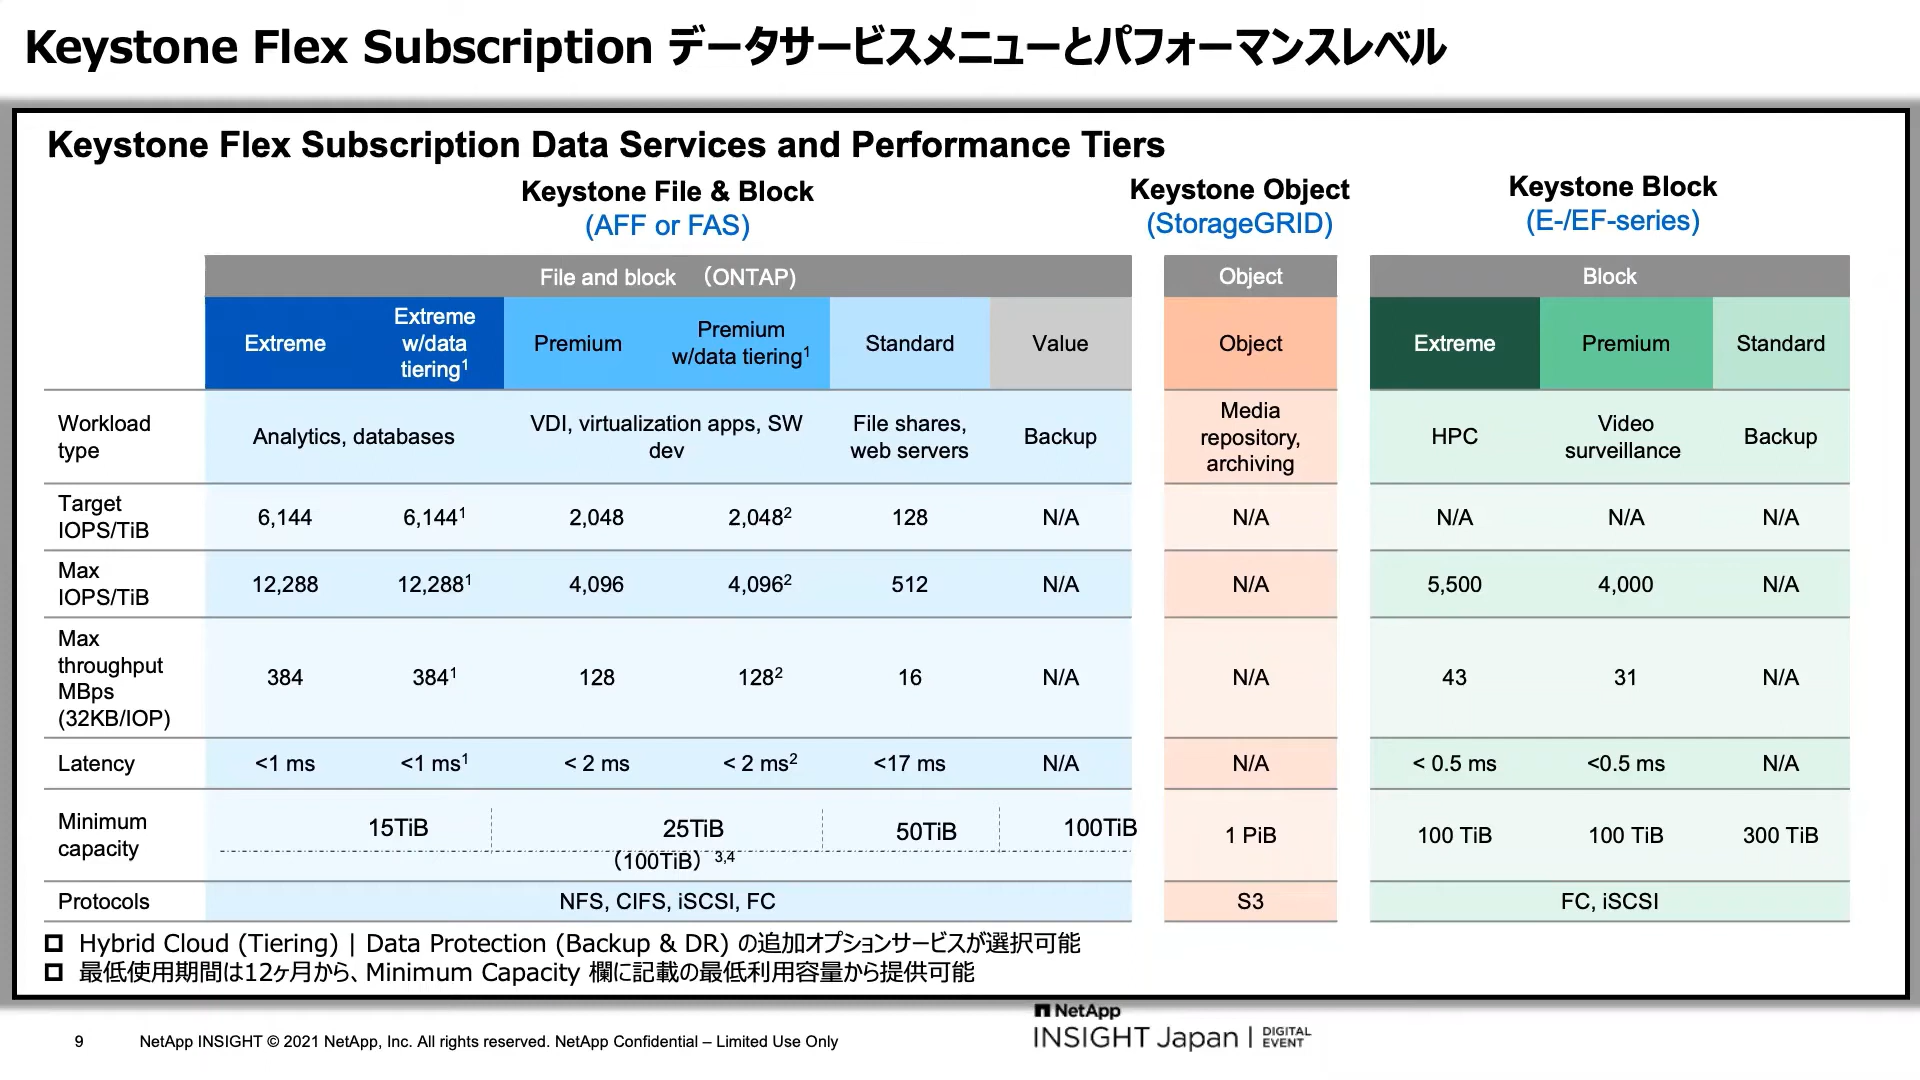 Keystone Flex Subscription データサービスメニューとパフォーマンスレベル
Keystone Flex Subscription Data Services and Performance Tiers
Keystone File & Block
(AFF or FAS)
Keystone Object
(StorageGRID)
Keystone Block
(E-/EF-series)
File and block （ONTAP)
Object
Block
Extreme
Extreme
w/data
tiering¹
Premium
Premium
w/data tiering¹
Standard
Value
Object
Extreme
Premium
Standard
Workload
type
Analytics, databases
VDI, virtualization apps, SW
dev
File shares,
web servers
Backup
Media
repository,
archiving
HPC
Video
surveillance
Backup
Target
IOPS/TiB
6,144
6,144¹
2,048
2,048²
128
N/A
N/A
N/A
N/A
N/A
Max
IOPS/TiB
12,288
12,288¹
4,096
4,096²
512
N/A
N/A
5,500
4,000
N/A
Max
throughput
MBps
(32KB/IOP)
384
384¹
128
128²
16
N/A
N/A
43
31
N/A
Latency
<1 ms
<1 ms¹
< 2 ms
< 2 ms²
<17 ms
N/A
N/A
< 0.5 ms
<0.5 ms
N/A
Minimum
capacity
15TiB
25TiB
50TiB
100TiB
（100TiB）³,⁴
1 PiB
100 TiB
100 TiB
300 TiB
Protocols
NFS, CIFS, iSCSI, FC
S3
FC, iSCSI
Hybrid Cloud (Tiering) | Data Protection (Backup & DR) の追加オプションサービスが選択可能
最低使用期間は12ヶ月から、Minimum Capacity 欄に記載の最低利用容量から提供可能
9
NetApp INSIGHT © 2021 NetApp, Inc. All rights reserved. NetApp Confidential – Limited Use Only
NetApp
INSIGHT Japan | DIGITAL
EVENT